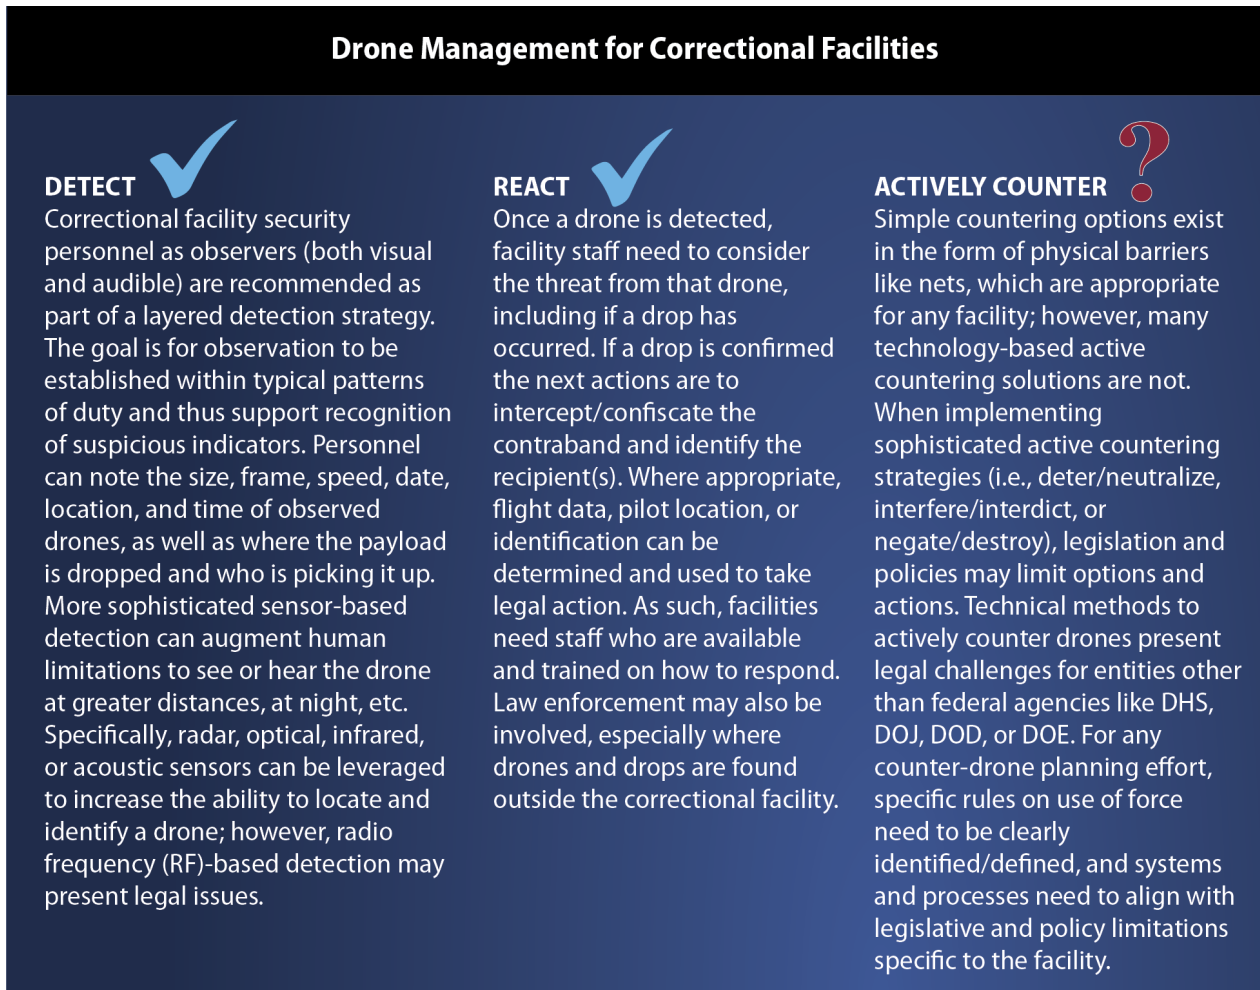 Drone Management for Correctional Facilities
DETECT
Correctional facility security
personnel as observers (both visual
and audible) are recommended as
part of a layered detection strategy.
The goal is for observation to be
established within typical patterns
of duty and thus support recognition
of suspicious indicators. Personnel
can note the size, frame, speed, date,
location, and time of observed
drones, as well as where the payload
is dropped and who is picking it up.
More sophisticated sensor-based
detection can augment human
limitations to see or hear the drone
at greater distances, at night, etc.
Specifically, radar, optical, infrared,
or acoustic sensors can be leveraged
to increase the ability to locate and
identify a drone; however, radio
frequency (RF)-based detection may
present legal issues.
REACT
Once a drone is detected,
facility staff need to consider
the threat from that drone,
including if a drop has
occurred. If a drop is confirmed
the next actions are to
intercept/confiscate the
contraband and identify the
recipient(s). Where appropriate,
flight data, pilot location, or
identification can be
determined and used to take
legal action. As such, facilities
need staff who are available
and trained on how to respond.
Law enforcement may also be
involved, especially where
drones and drops are found
outside the correctional facility.
ACTIVELY COUNTER ?
Simple countering options exist
in the form of physical barriers
like nets, which are appropriate
for any facility; however, many
technology-based active
countering solutions are not.
When implementing
sophisticated active countering
strategies (i.e., deter/neutralize,
interfere/interdict, or
negate/destroy), legislation and
policies may limit options and
actions. Technical methods to
actively counter drones present
legal challenges for entities other
than federal agencies like DHS,
DOJ, DOD, or DOE. For any
counter-drone planning effort,
specific rules on use of force
need to be clearly
identified/defined, and systems
and processes need to align with
legislative and policy limitations
specific to the facility.